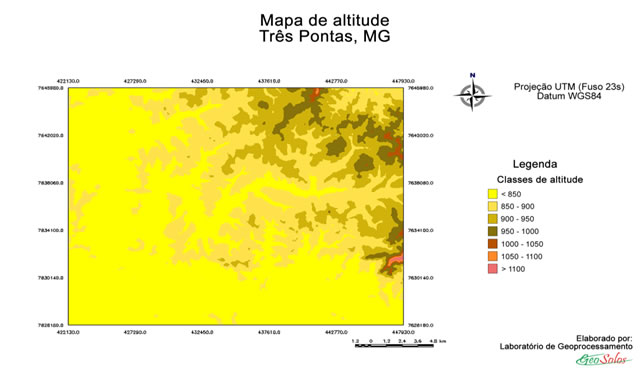 Mapa de altitude
Três Pontas, MG
422130.0 427290.0 432450.0 437610.0 442770.0 447930.0
N
Projeção UTM (Fuso 23s)
Datum WGS84
7645980.0 7645980.0
7642020.0 7642020.0
7638060.0 7638060.0
7634100.0 7634100.0
7630140.0 7630140.0
7626180.0 7626180.0
422130.0 427290.0 432450.0 437610.0 442770.0 447930.0
Legenda
Classes de altitude
< 850
850 - 900
900 - 950
950 - 1000
1000 - 1050
1050 - 1100
> 1100
1.2 0 1.2 2.4 3.6 4.8 km
Elaborado por:
Laboratório de Geoprocessamento
GeoSolos